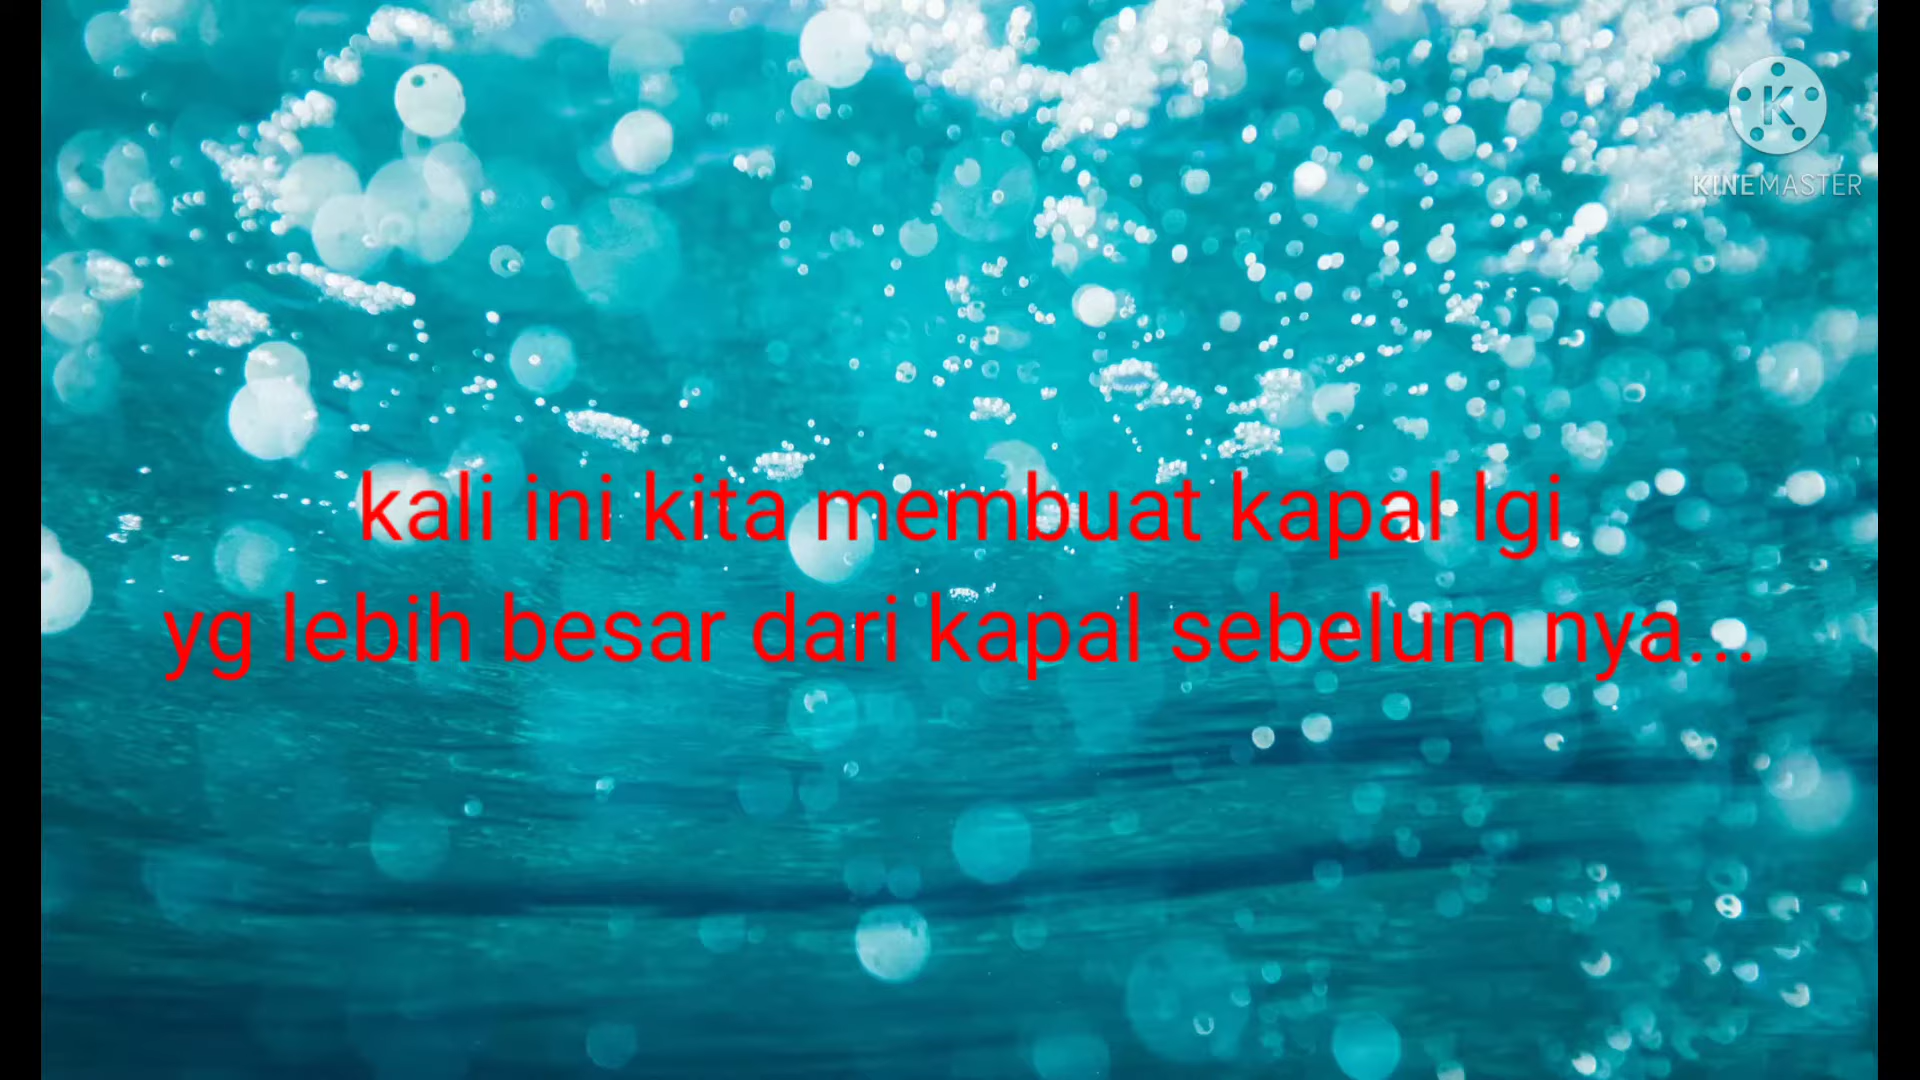 K
KINEMASTER
kali ini kita membuat kapal lgi
yg lebih besar dari kapal sebelum nya...